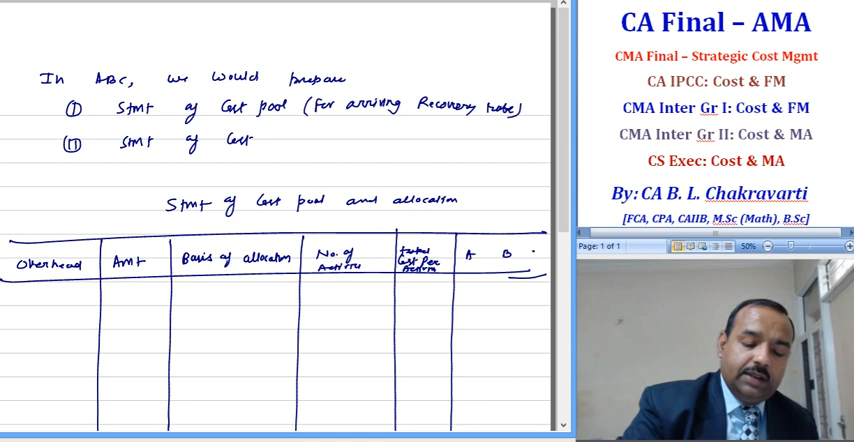 In ABC, we would prepare
I Stmt of Cost pool (For arriving Recovery rate)
II Stmt of Cost
Stmt of Cost pool and allocation
Overhead Amt Basis of allocation No. of Cost Per A B
CA Final – AMA
CMA Final – Strategic Cost Mgmt
CA IPCC: Cost & FM
CMA Inter Gr I: Cost & FM
CMA Inter Gr II: Cost & MA
CS Exec: Cost & MA
By: CA B. L. Chakravarti
[FCA, CPA, CAIIB, M.Sc (Math), B.Sc]
Page: 1 of 1 50%